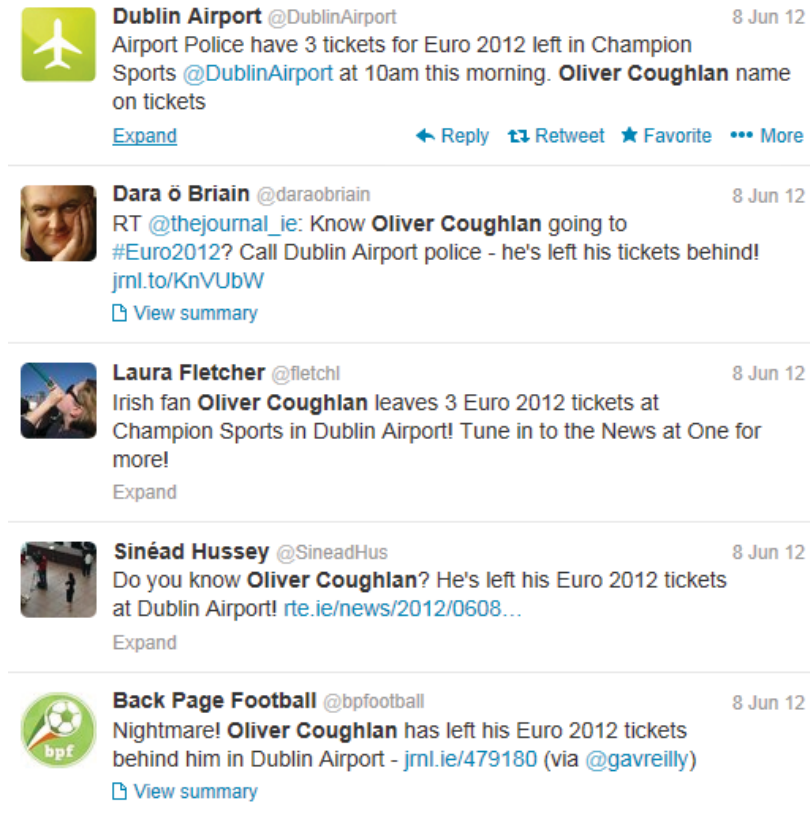 Dublin Airport @DublinAirport 8 Jun 12
Airport Police have 3 tickets for Euro 2012 left in Champion
Sports @DublinAirport at 10am this morning. Oliver Coughlan name
on tickets
Expand Reply Retweet Favorite More
Dara ö Briain @daraobriain 8 Jun 12
RT @thejournal_ie: Know Oliver Coughlan going to
#Euro2012? Call Dublin Airport police - he's left his tickets behind!
jrnl.to/KnVUbW
View summary
Laura Fletcher @fletchl 8 Jun 12
Irish fan Oliver Coughlan leaves 3 Euro 2012 tickets at
Champion Sports in Dublin Airport! Tune in to the News at One for
more!
Expand
Sinéad Hussey @SineadHus 8 Jun 12
Do you know Oliver Coughlan? He's left his Euro 2012 tickets
at Dublin Airport! rte.ie/news/2012/0608…
Expand
Back Page Football @bpfootball 8 Jun 12
Nightmare! Oliver Coughlan has left his Euro 2012 tickets
behind him in Dublin Airport - jrnl.ie/479180 (via @gavreilly)
bpf
View summary